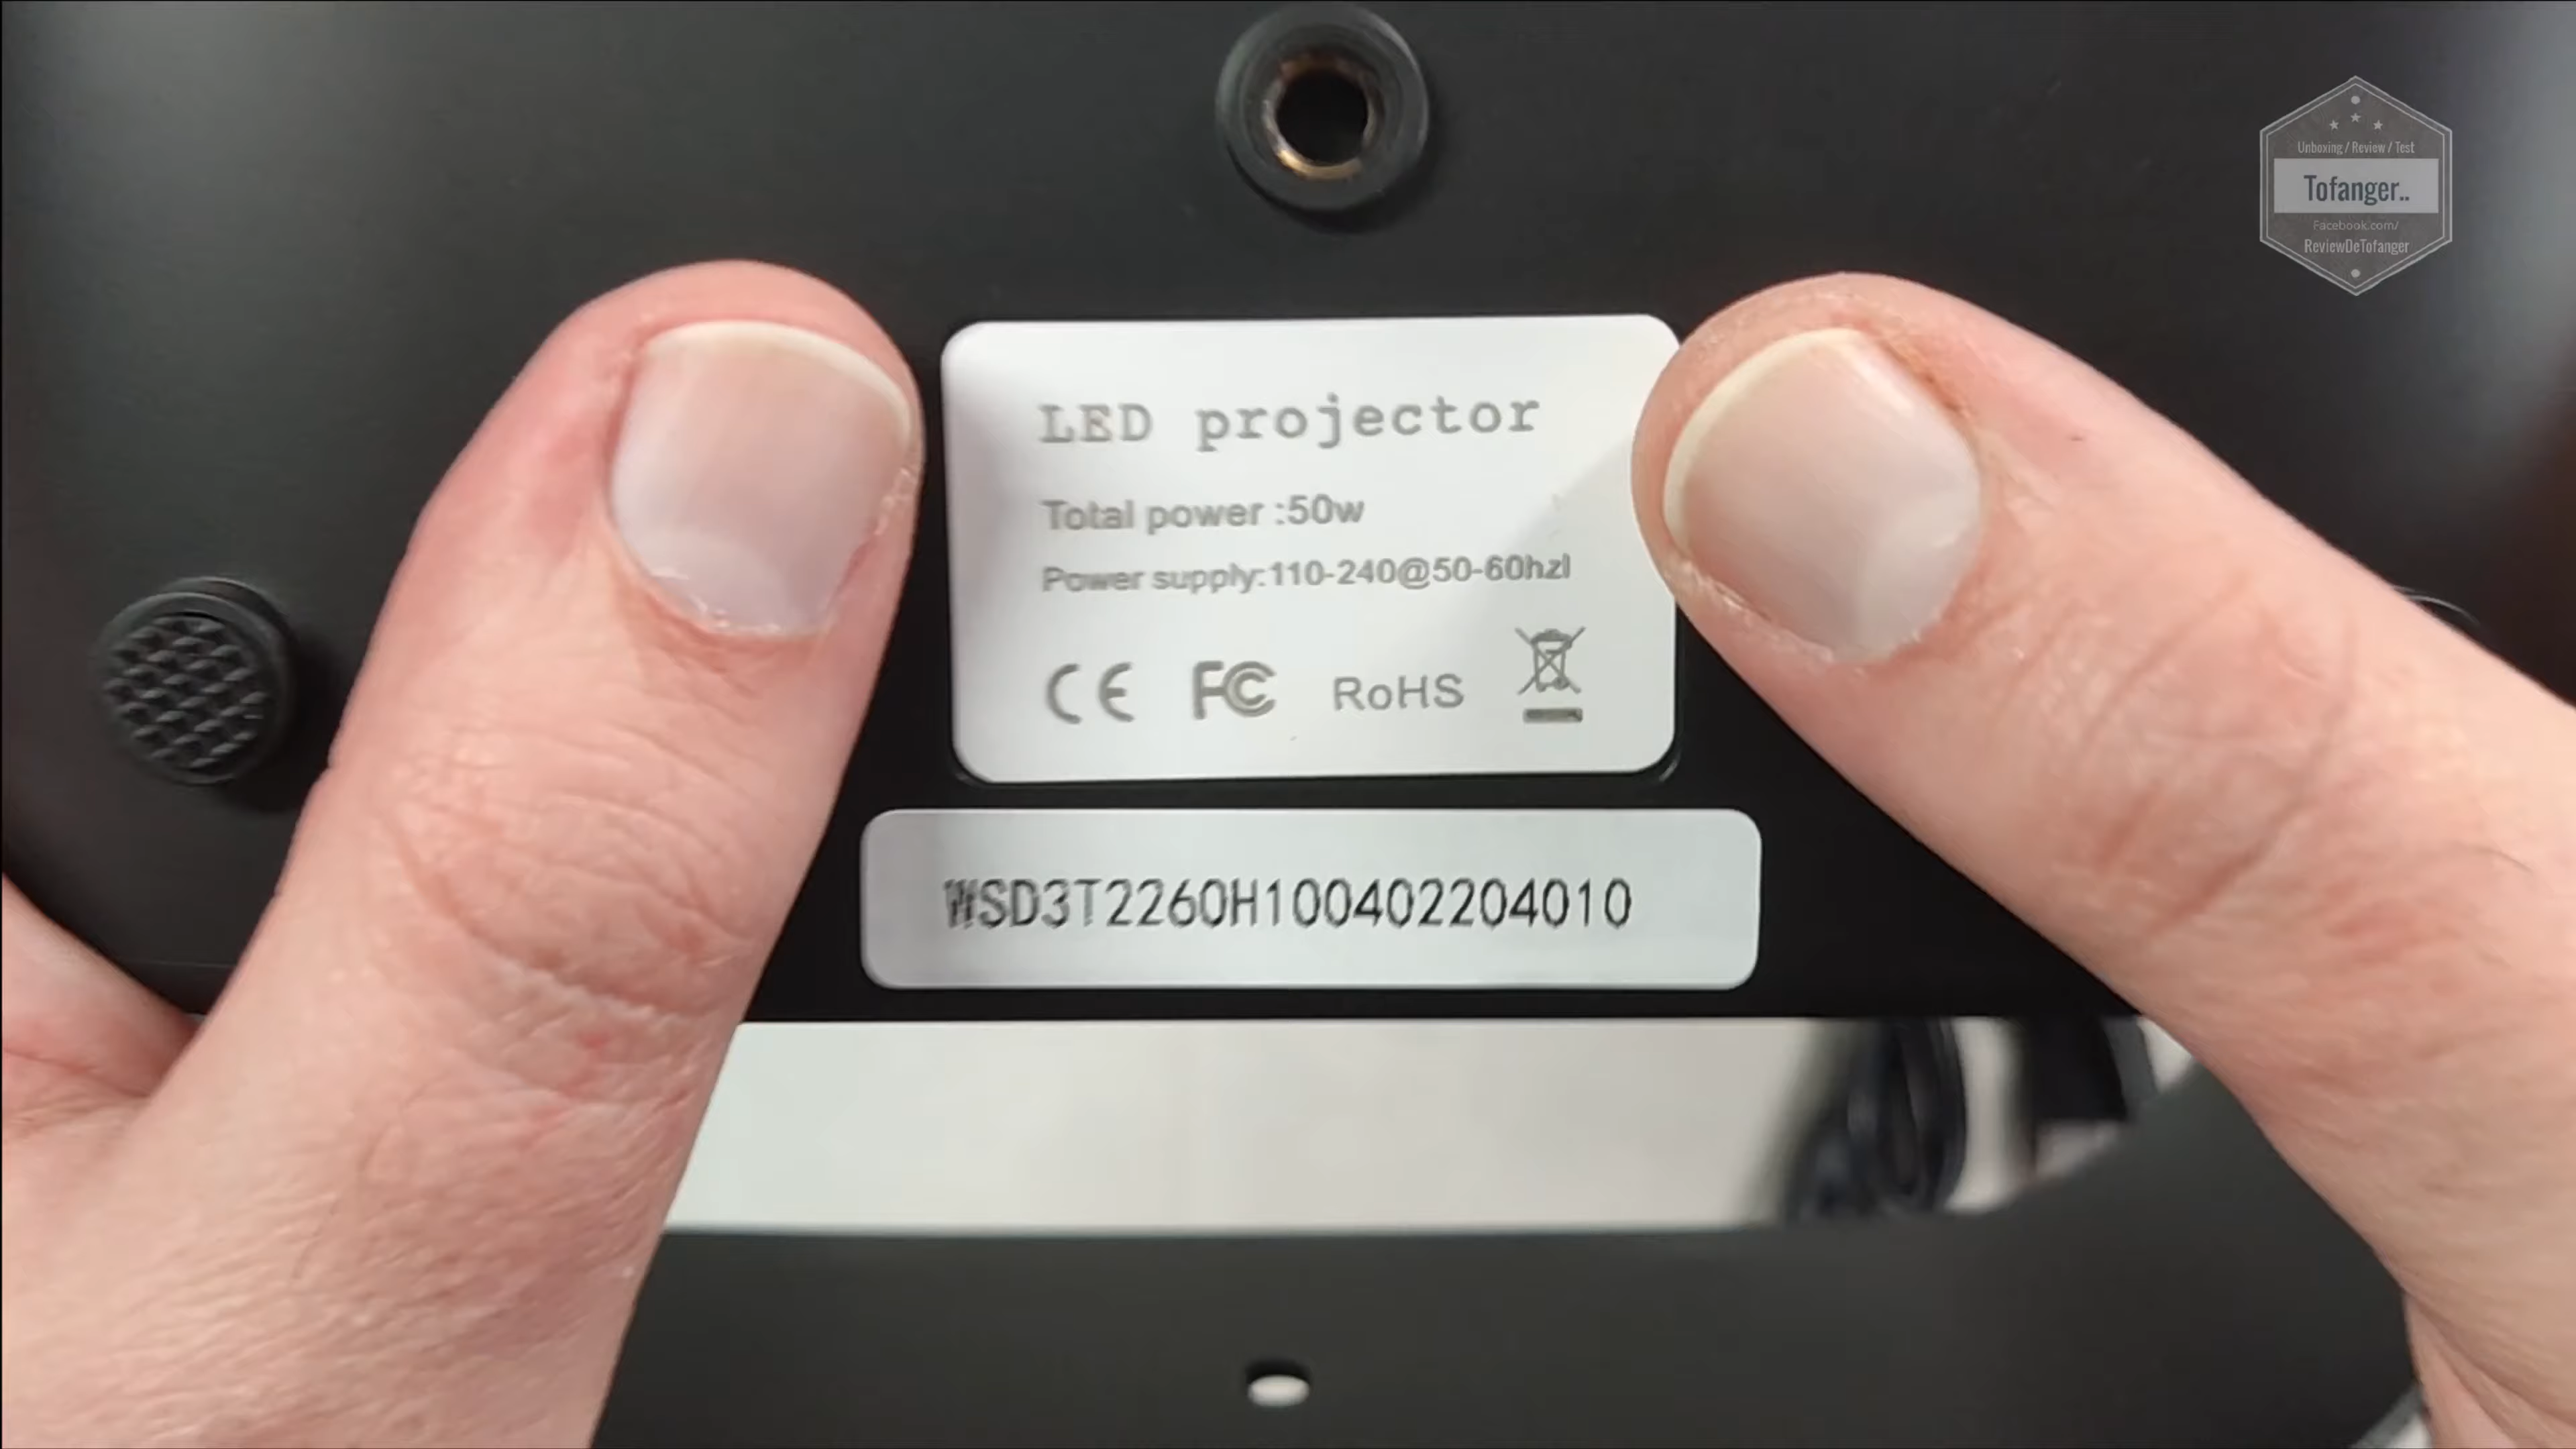 Unboxing / Review / Test
Tofanger..
Facebook.com/
ReviewDeTofanger
LED projector
Total power :50w
Power supply:110-240@50-60hzl
CE FC RoHS
WSD3T2260H100402204010